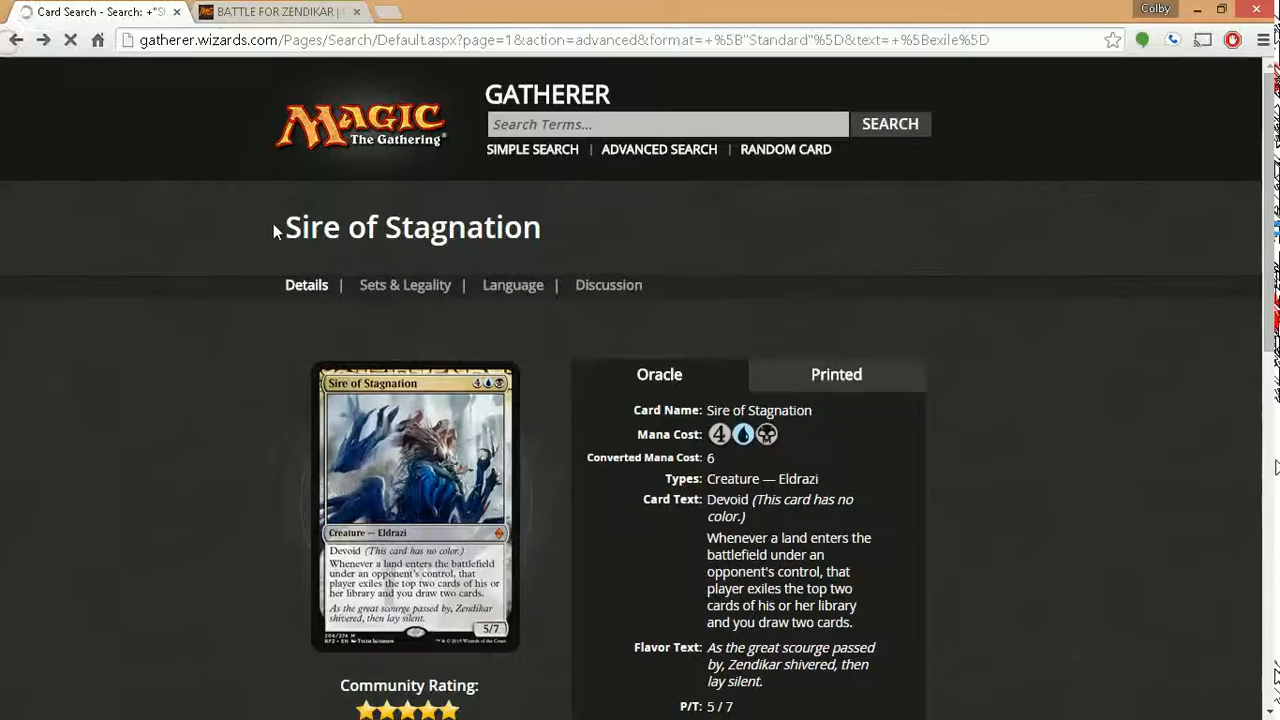 Card Search - Search: +"S
BATTLE FOR ZENDIKAR |
Colby
gatherer.wizards.com/Pages/Search/Default.aspx?page=1&action=advanced&format=+%5B"Standard"%5D&text=+%5Bexile%5D
MAGIC
The Gathering®
GATHERER
Search Terms...
SEARCH
SIMPLE SEARCH | ADVANCED SEARCH | RANDOM CARD
Sire of Stagnation
Details | Sets & Legality | Language | Discussion
Sire of Stagnation 4
Creature — Eldrazi
Devoid (This card has no color.)
Whenever a land enters the
battlefield under an
opponent's control, that
player exiles the top two cards of his or
her library and you draw two cards.
As the great scourge passed by, Zendikar
shivered, then lay silent.
5/7
Community Rating:
Oracle
Printed
Card Name: Sire of Stagnation
Mana Cost: 4
Converted Mana Cost: 6
Types: Creature — Eldrazi
Card Text: Devoid (This card has no
color.)
Whenever a land enters the
battlefield under an
opponent's control, that
player exiles the top two
cards of his or her library
and you draw two cards.
Flavor Text: As the great scourge passed
by, Zendikar shivered, then
lay silent.
P/T: 5 / 7